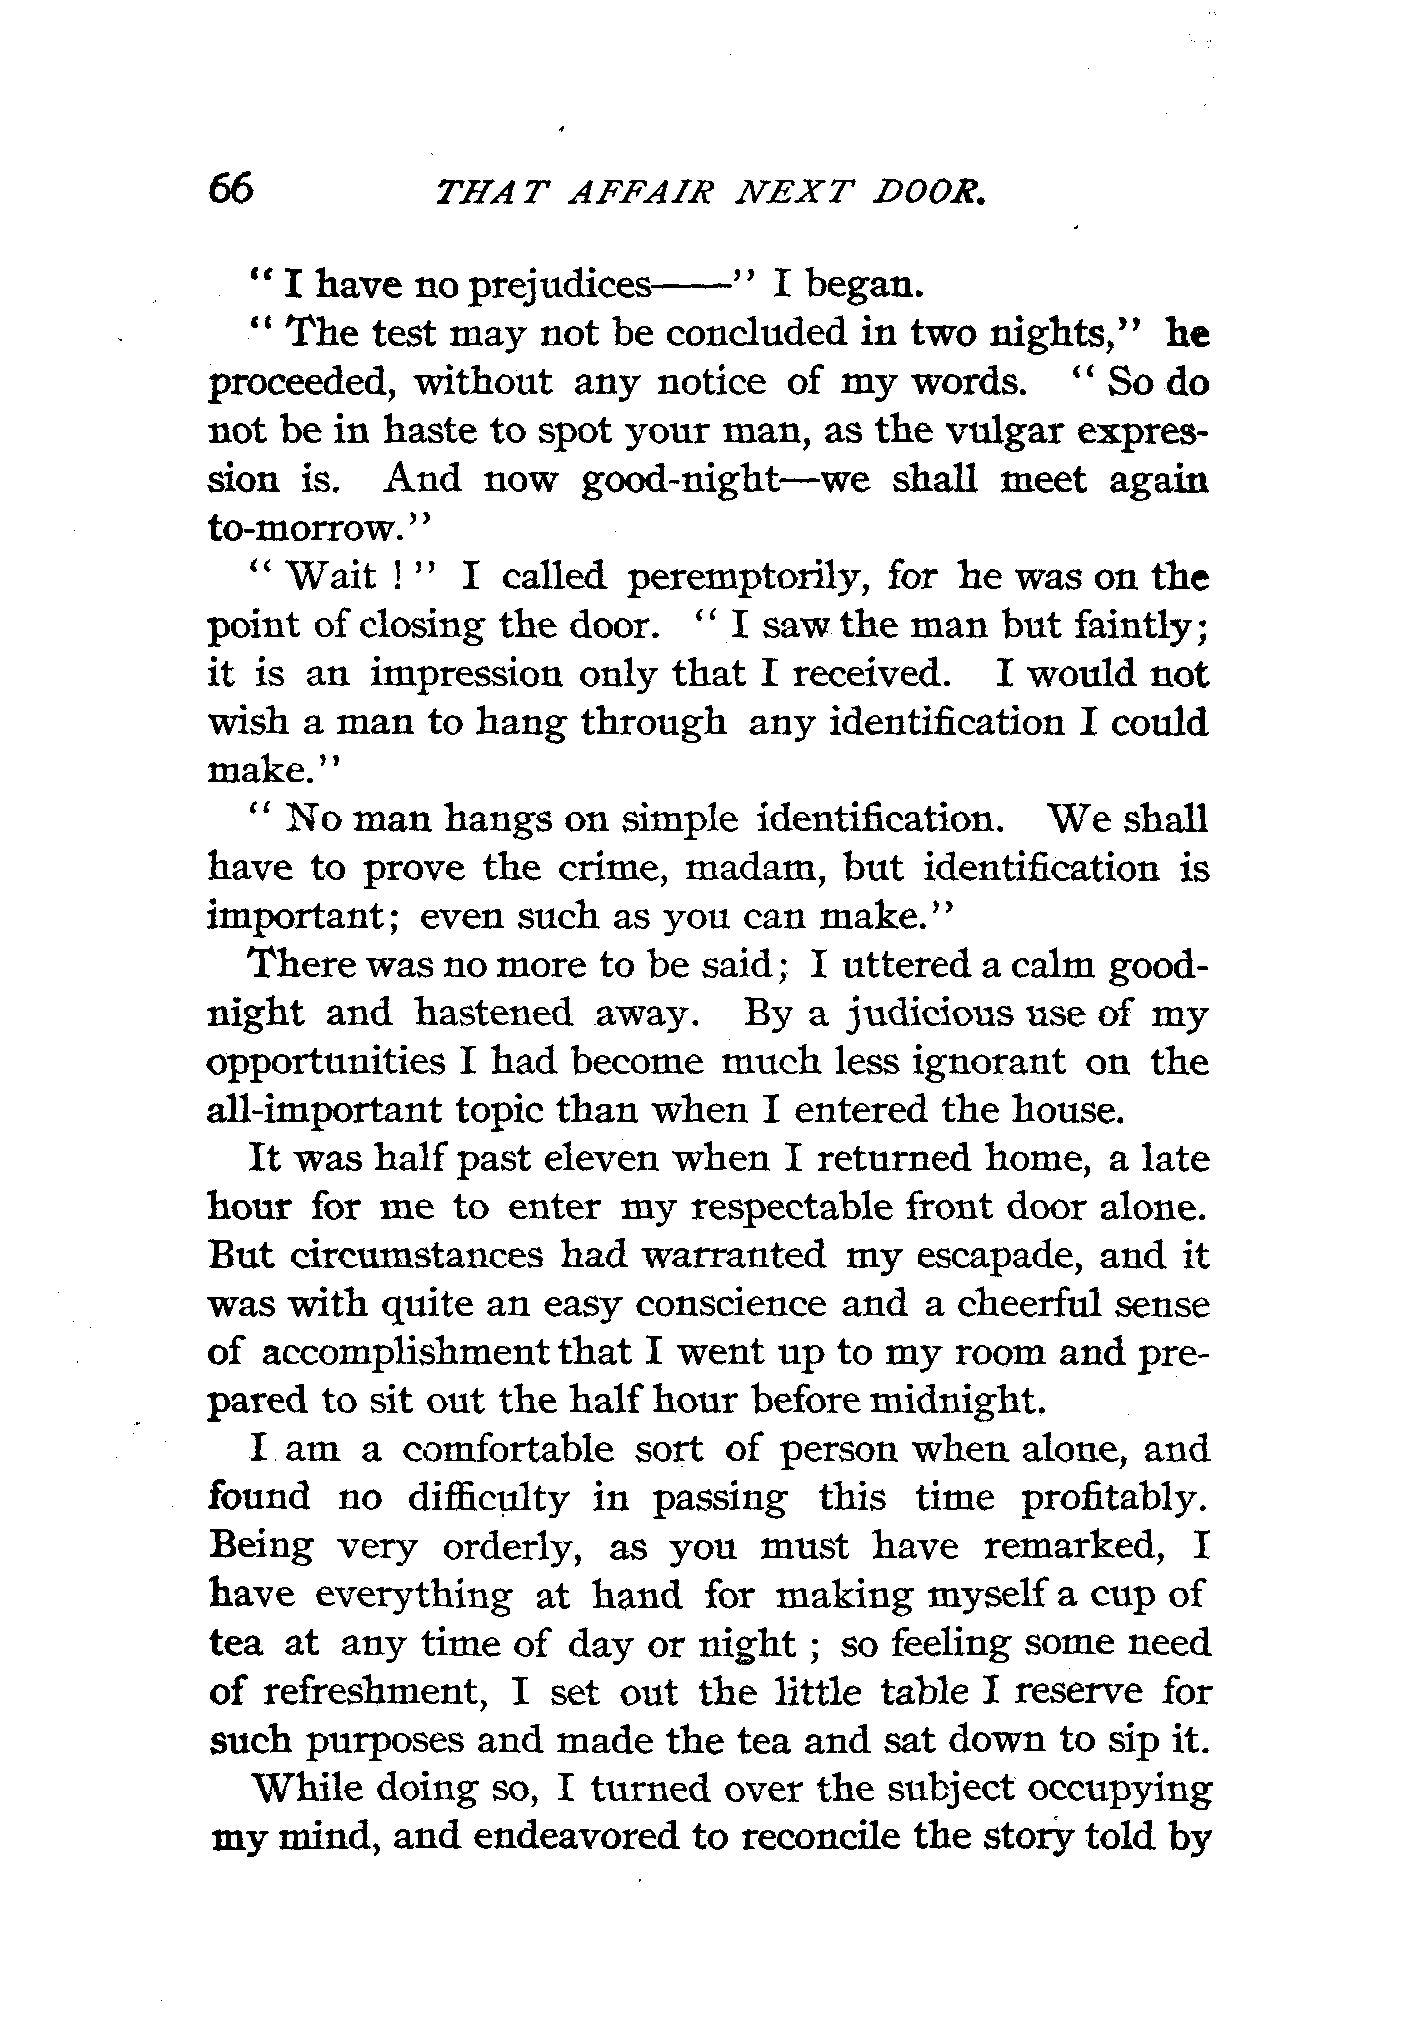 66 THAT AFFAIR NEXT DOOR.
“ I have no prejudices——” I began.
“ The test may not be concluded in two nights,” he
proceeded, without any notice of my words. “ So do
not be in haste to spot your man, as the vulgar expres-
sion is. And now good-night—we shall meet again
to-morrow.”
“ Wait ! ” I called peremptorily, for he was on the
point of closing the door. “ I saw the man but faintly;
it is an impression only that I received. I would not
wish a man to hang through any identification I could
make.”
“ No man hangs on simple identification. We shall
have to prove the crime, madam, but identification is
important; even such as you can make.”
There was no more to be said; I uttered a calm good-
night and hastened away. By a judicious use of my
opportunities I had become much less ignorant on the
all-important topic than when I entered the house.
It was half past eleven when I returned home, a late
hour for me to enter my respectable front door alone.
But circumstances had warranted my escapade, and it
was with quite an easy conscience and a cheerful sense
of accomplishment that I went up to my room and pre-
pared to sit out the half hour before midnight.
I am a comfortable sort of person when alone, and
found no difficulty in passing this time profitably.
Being very orderly, as you must have remarked, I
have everything at hand for making myself a cup of
tea at any time of day or night ; so feeling some need
of refreshment, I set out the little table I reserve for
such purposes and made the tea and sat down to sip it.
While doing so, I turned over the subject occupying
my mind, and endeavored to reconcile the story told by